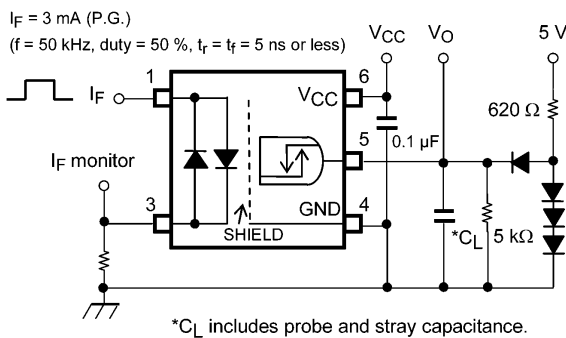 IF = 3 mA (P.G.)
(f = 50 kHz, duty = 50 %, tr = tf = 5 ns or less)
VCC
VO
5 V
1
6
IF
VCC
620 Ω
5
0.1 µF
IF monitor
3
GND
4
SHIELD
*CL
5 kΩ
*CL includes probe and stray capacitance.